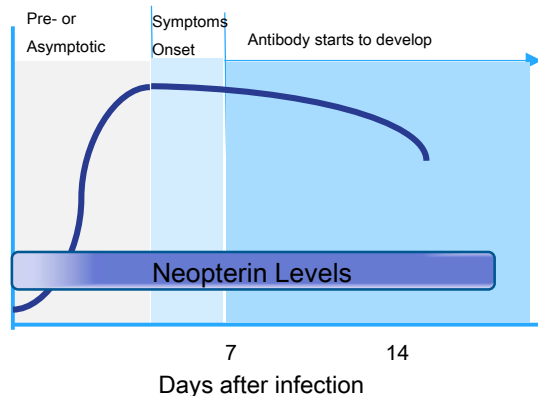 Pre- or
Asymptotic
Symptoms
Onset
Antibody starts to develop
Neopterin Levels
7
14
Days after infection